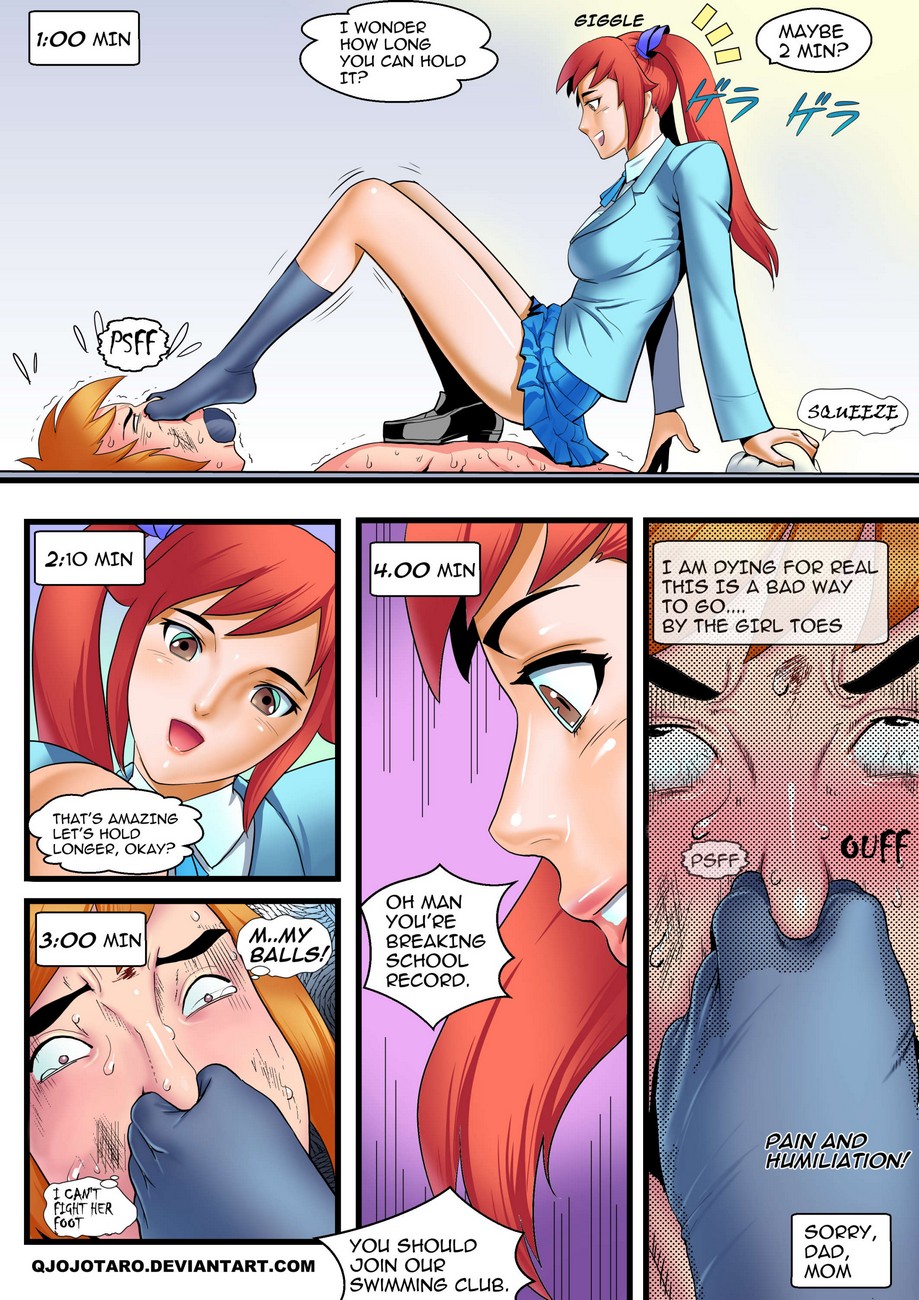 1:00 MIN
I WONDER
HOW LONG
YOU CAN HOLD
IT?
GIGGLE
MAYBE
2 MIN?
ゲラ
ゲラ
PSFF
SQUEEZE
2:10 MIN
THAT'S AMAZING
LET'S HOLD
LONGER, OKAY?
3:00 MIN
M..MY
BALLS!
I CAN'T
FIGHT HER
FOOT
4.00 MIN
OH MAN
YOU'RE
BREAKING
SCHOOL
RECORD.
YOU SHOULD
JOIN OUR
SWIMMING CLUB.
I AM DYING FOR REAL
THIS IS A BAD WAY
TO GO....
BY THE GIRL TOES
PSFF
OUFF
PAIN AND
HUMILIATION!
SORRY,
DAD,
MOM
QJOJOTARO.DEVIANTART.COM